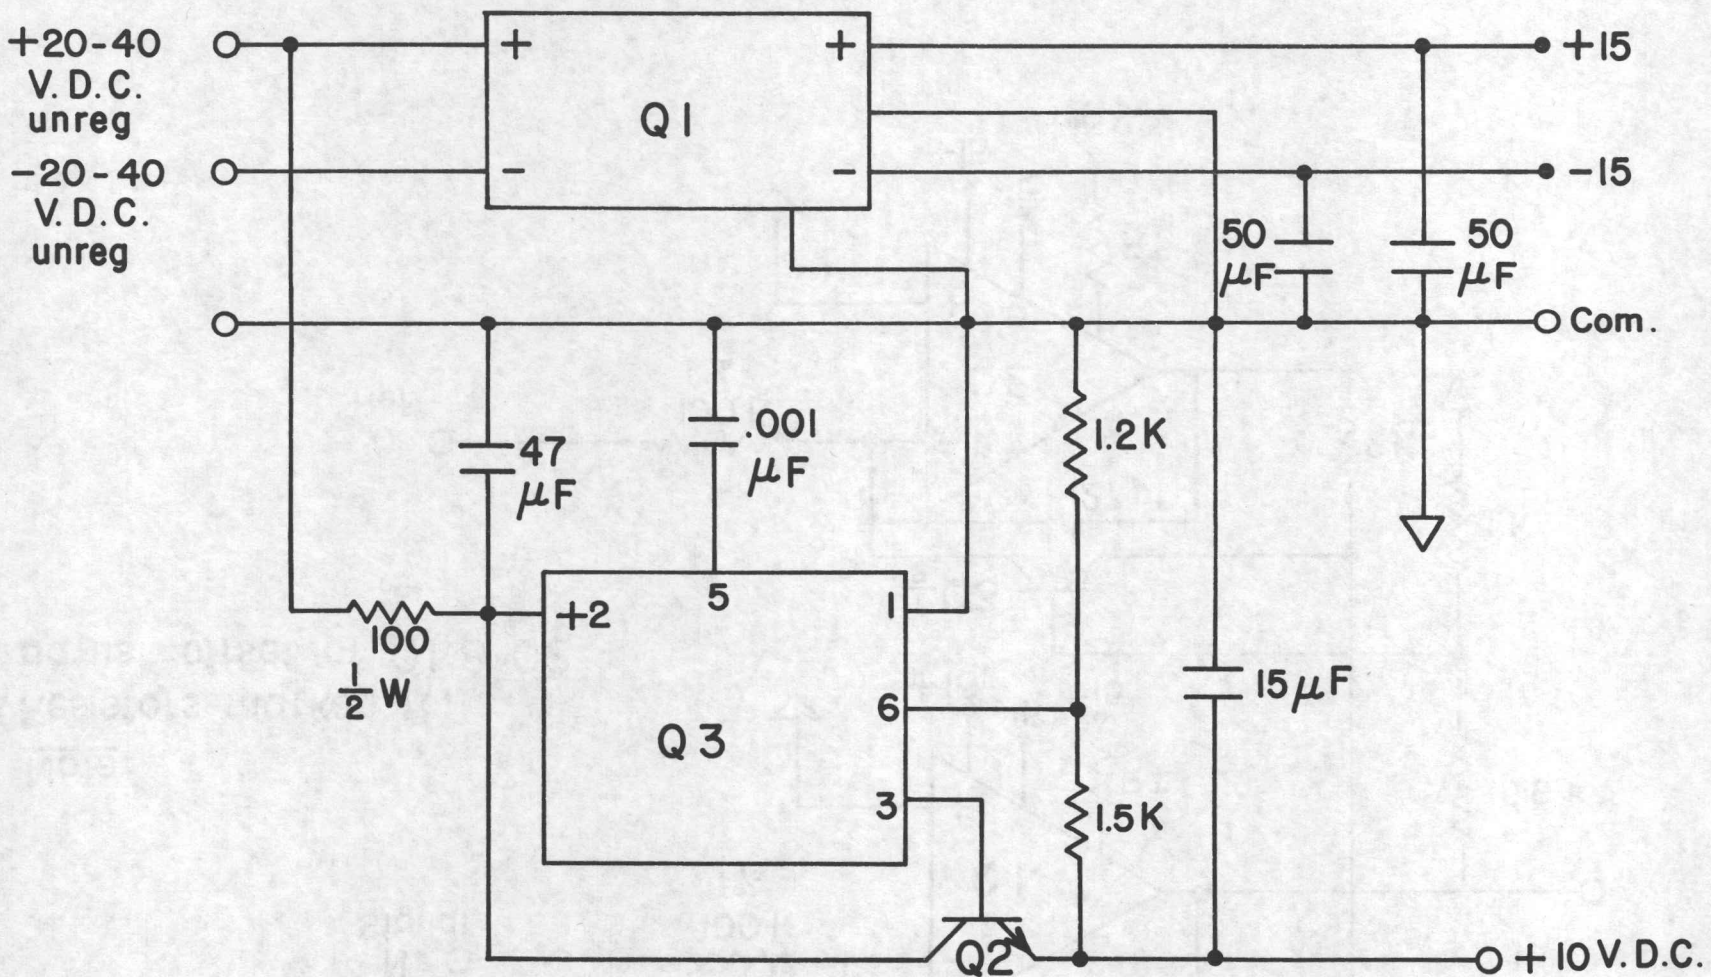 +20-40
V. D. C.
unreg
-20-40
V. D. C.
unreg
+
+
Q1
-
-
+15
-15
50
μF
50
μF
Com.
47
μF
.001
μF
1.2K
100
1/2 W
+2
5
1
6
3
Q3
15μF
1.5K
Q2
+10 V. D.C.